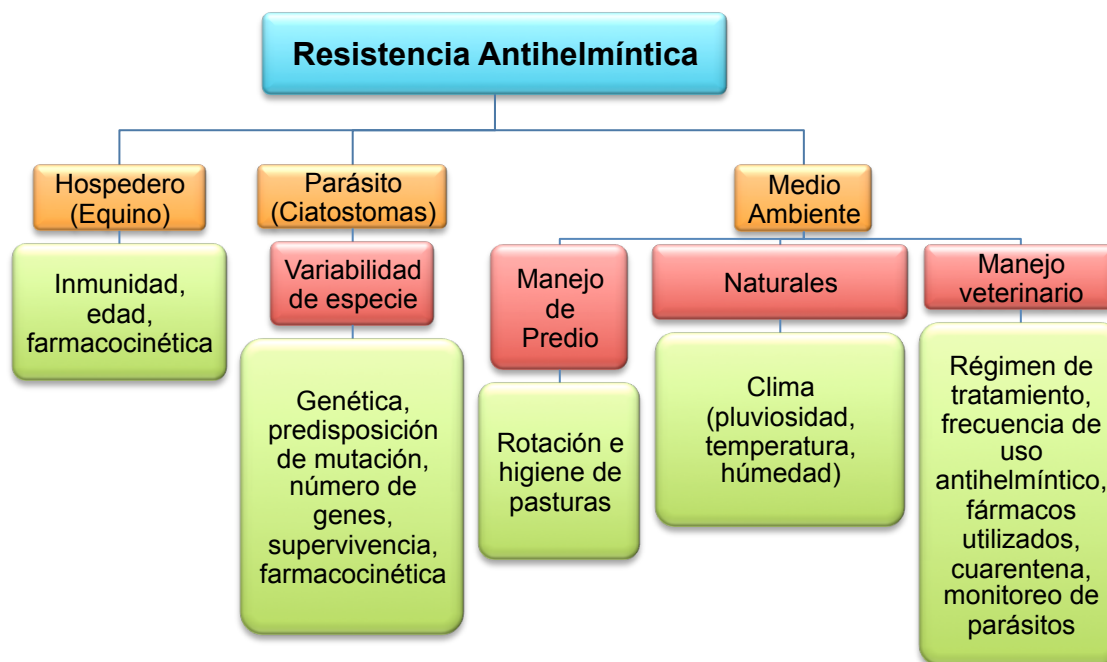 Resistencia Antihelmíntica
Hospedero
(Equino)
Inmunidad,
edad,
farmacocinética
Parásito
(Ciatostomas)
Variabilidad
de especie
Genética,
predisposición
de mutación,
número de
genes,
supervivencia,
farmacocinética
Medio
Ambiente
Manejo
de
Predio
Rotación e
higiene de
pasturas
Naturales
Clima
(pluviosidad,
temperatura,
húmedad)
Manejo
veterinario
Régimen de
tratamiento,
frecuencia de
uso
antihelmíntico,
fármacos
utilizados,
cuarentena,
monitoreo de
parásitos